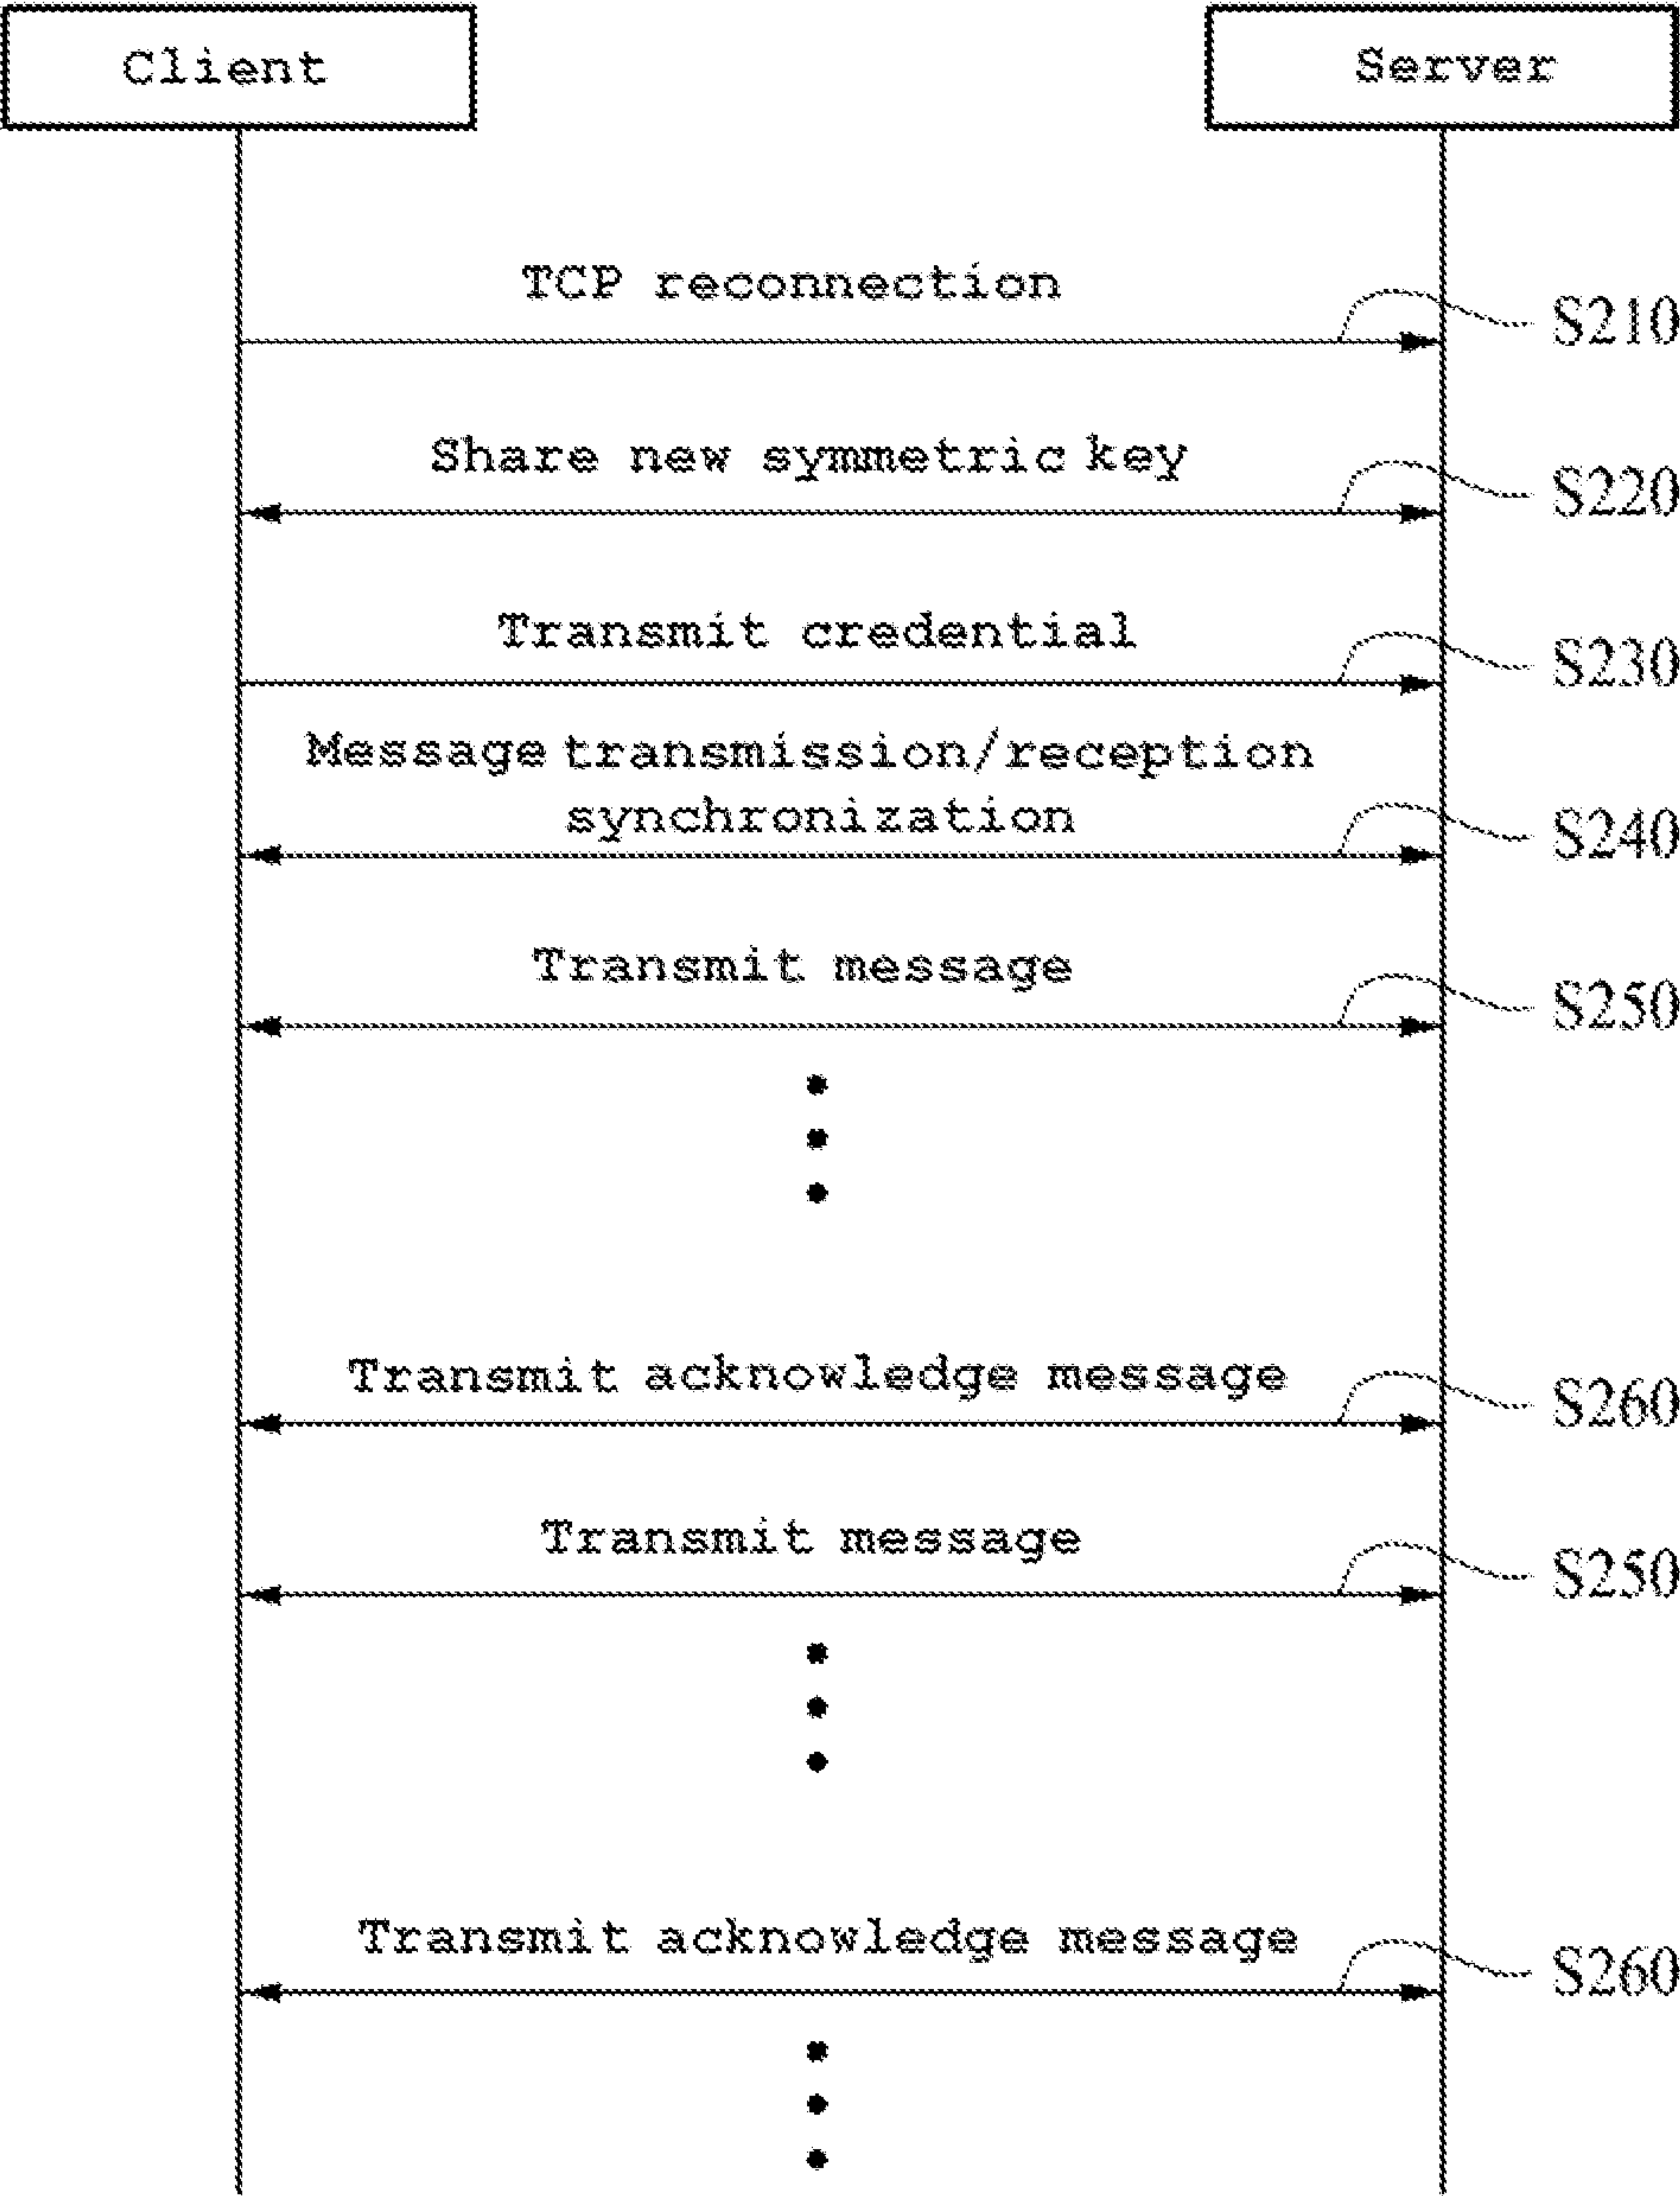 Client
Server
TCP reconnection
S210
Share new symmetric key
S220
Transmit credential
S230
Message transmission/reception
synchronization
S240
Transmit message
S250
Transmit acknowledge message
S260
Transmit message
S250
Transmit acknowledge message
S260